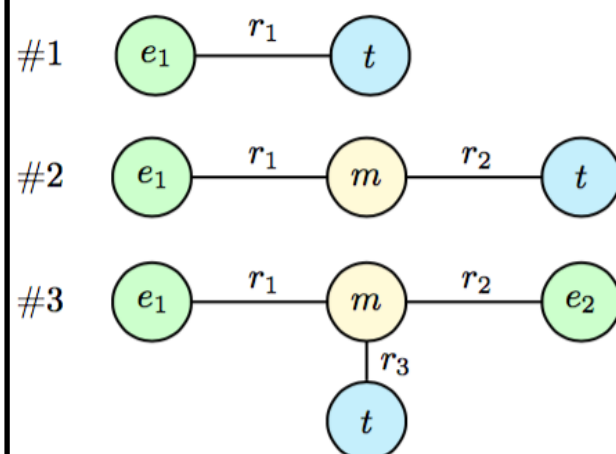 #1 e₁ r₁ t
#2 e₁ r₁ m r₂ t
#3 e₁ r₁ m r₂ e₂
r₃
t